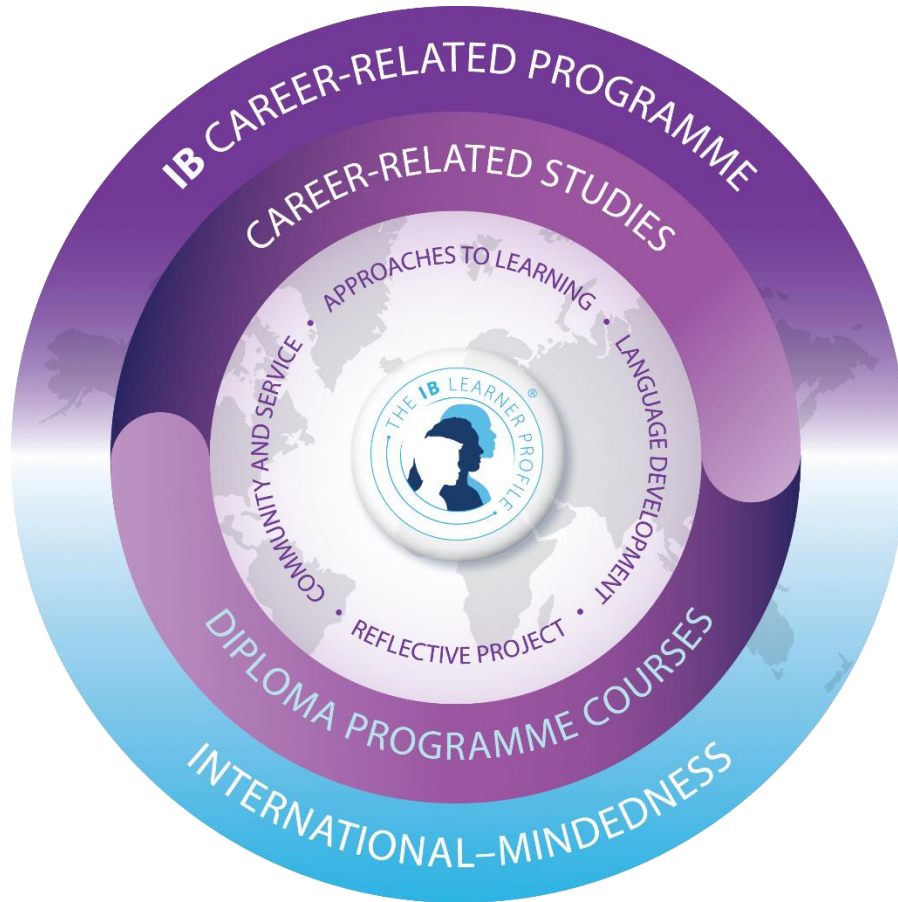 IB CAREER-RELATED PROGRAMME
CAREER-RELATED STUDIES
APPROACHES TO LEARNING •
LANGUAGE DEVELOPMENT •
REFLECTIVE PROJECT •
COMMUNITY AND SERVICE •
THE IB LEARNER PROFILE ®
DIPLOMA PROGRAMME COURSES
INTERNATIONAL–MINDEDNESS